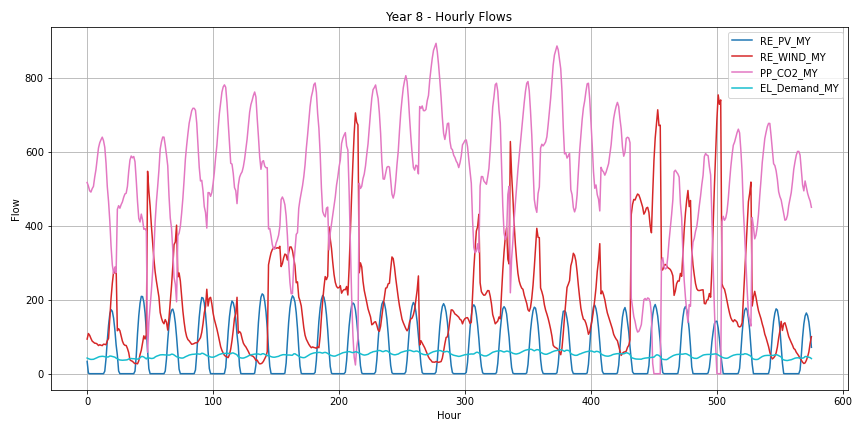 Year 8 - Hourly Flows
RE_PV_MY
RE_WIND_MY
PP_CO2_MY
EL_Demand_MY
Flow
800
600
400
200
0
0 100 200 300 400 500 600
Hour